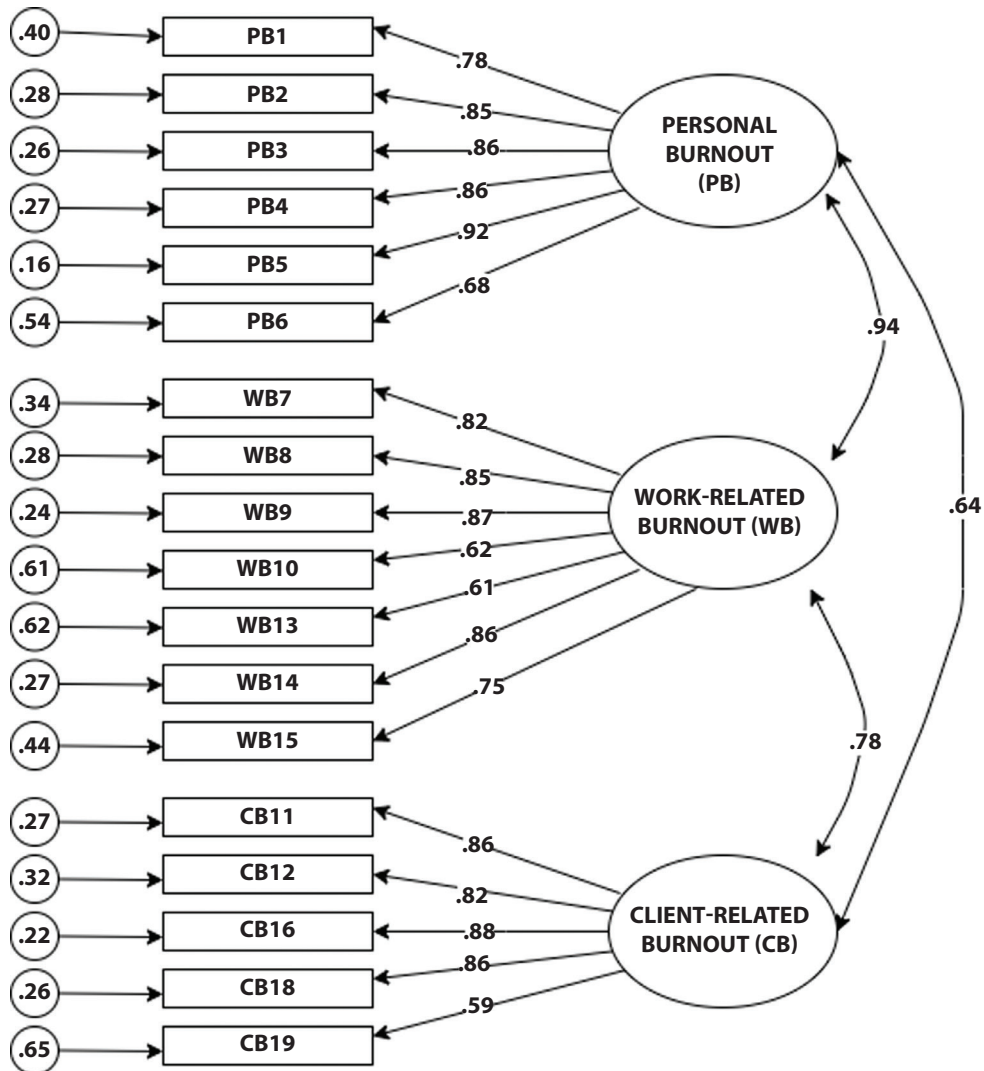 .40 PB1 .78
.28 PB2 .85
.26 PB3 .86
.27 PB4 .86
.16 PB5 .92
.54 PB6 .68
PERSONAL
BURNOUT
(PB)
.94
.34 WB7 .82
.28 WB8 .85
.24 WB9 .87
.61 WB10 .62
.62 WB13 .61
.27 WB14 .86
.44 WB15 .75
WORK-RELATED
BURNOUT (WB)
.64
.78
.27 CB11 .86
.32 CB12 .82
.22 CB16 .88
.26 CB18 .86
.65 CB19 .59
CLIENT-RELATED
BURNOUT (CB)